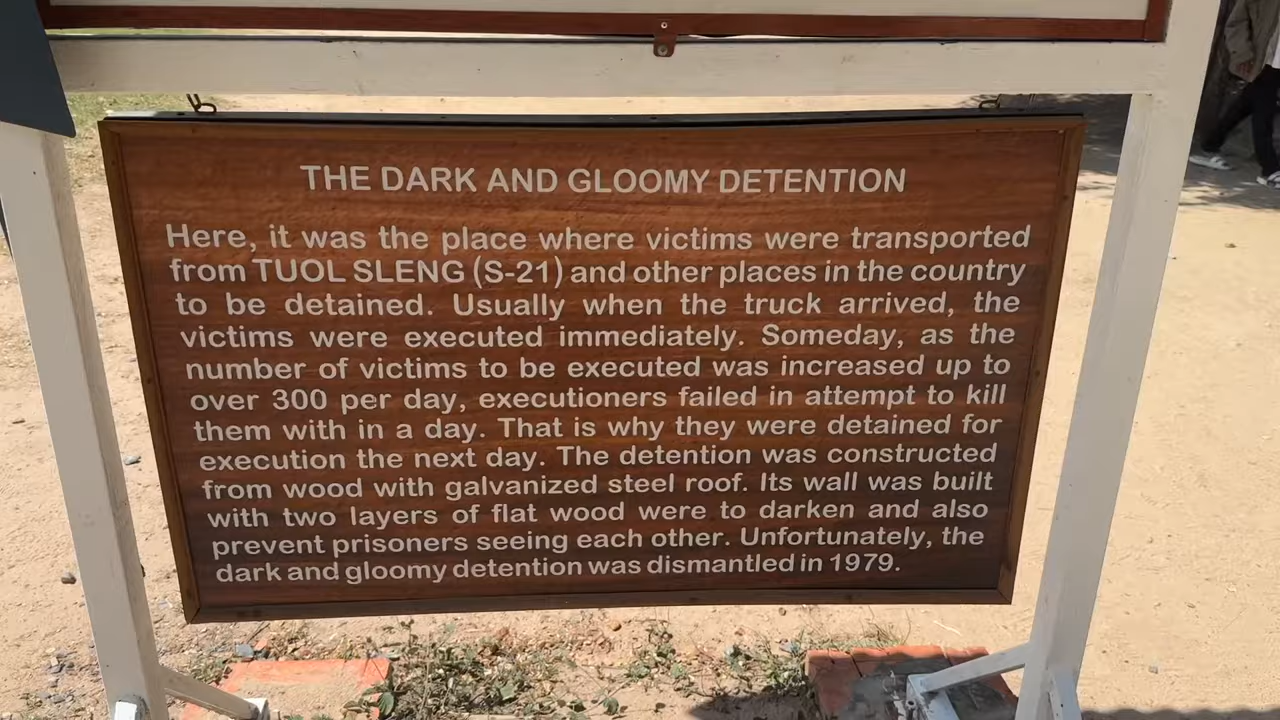 THE DARK AND GLOOMY DETENTION
Here, it was the place where victims were transported
from TUOL SLENG (S-21) and other places in the country
to be detained. Usually when the truck arrived, the
victims were executed immediately. Someday, as the
number of victims to be executed was increased up to
over 300 per day, executioners failed in attempt to kill
them with in a day. That is why they were detained for
execution the next day. The detention was constructed
from wood with galvanized steel roof. Its wall was built
with two layers of flat wood were to darken and also
prevent prisoners seeing each other. Unfortunately, the
dark and gloomy detention was dismantled in 1979.